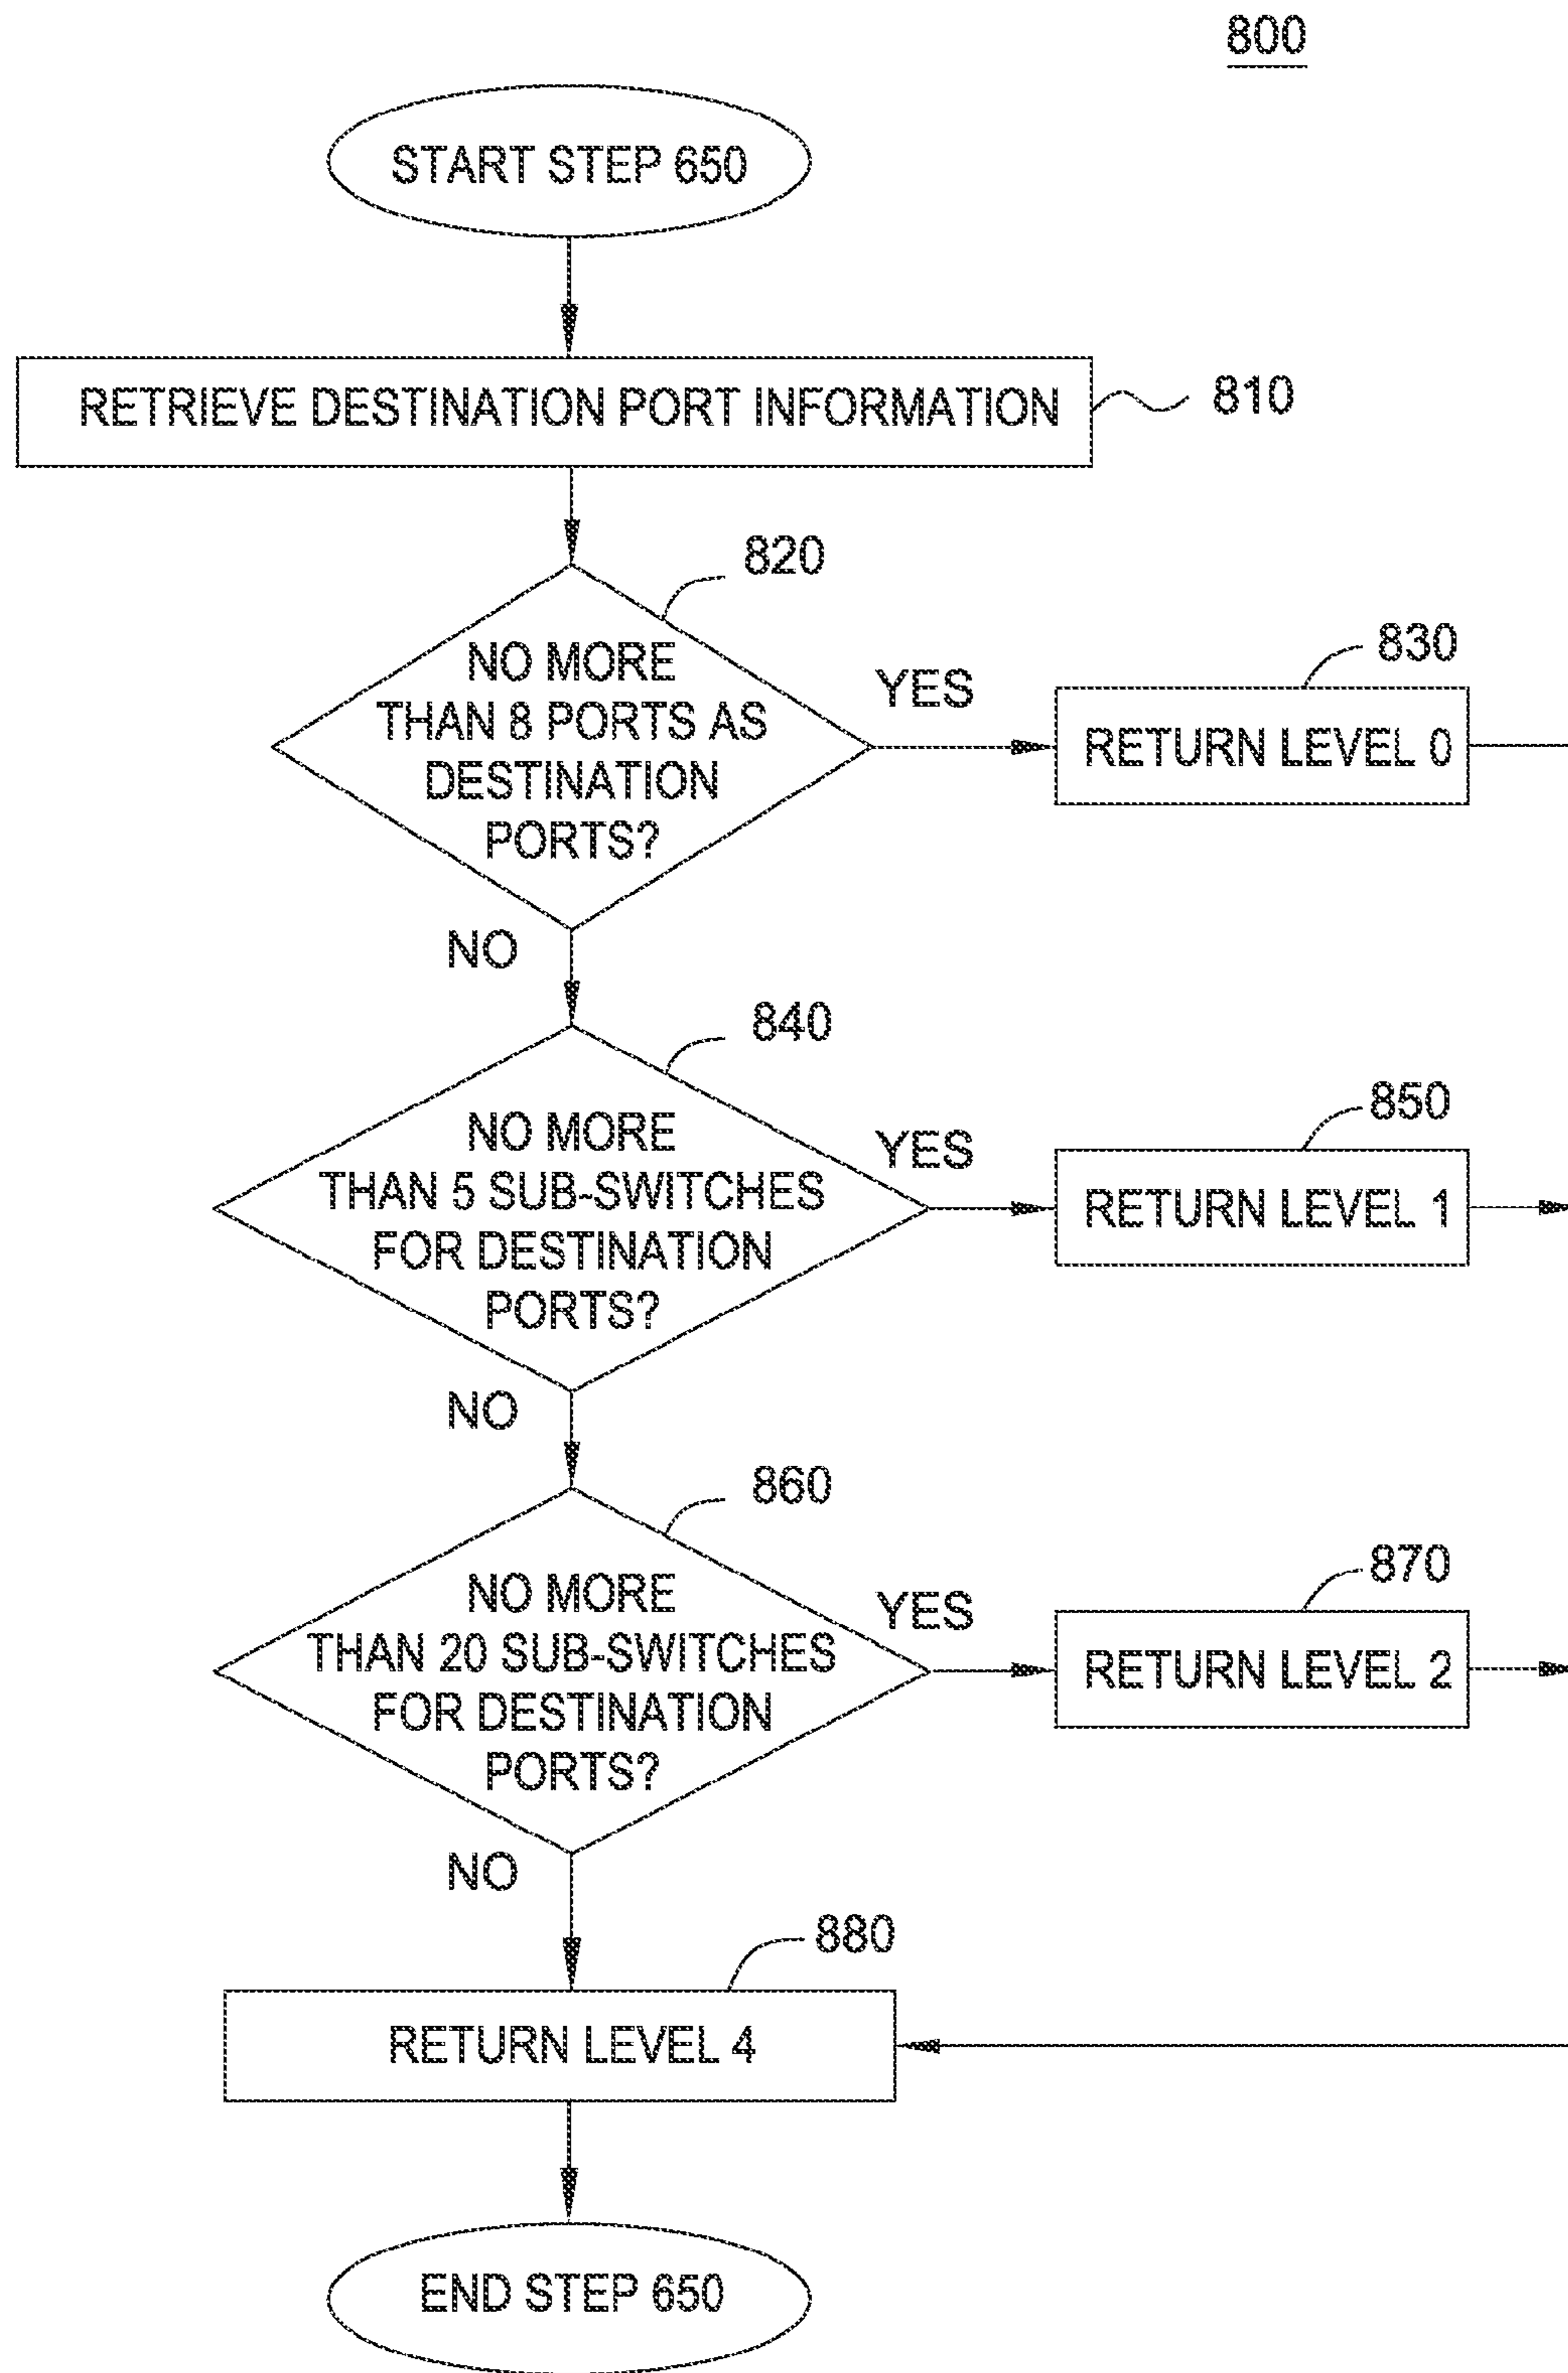 800
START STEP 650
RETRIEVE DESTINATION PORT INFORMATION
810
820
NO MORE
THAN 8 PORTS AS
DESTINATION
PORTS?
YES
830
RETURN LEVEL 0
NO
840
NO MORE
THAN 5 SUB-SWITCHES
FOR DESTINATION
PORTS?
YES
850
RETURN LEVEL 1
NO
860
NO MORE
THAN 20 SUB-SWITCHES
FOR DESTINATION
PORTS?
YES
870
RETURN LEVEL 2
NO
880
RETURN LEVEL 4
END STEP 650